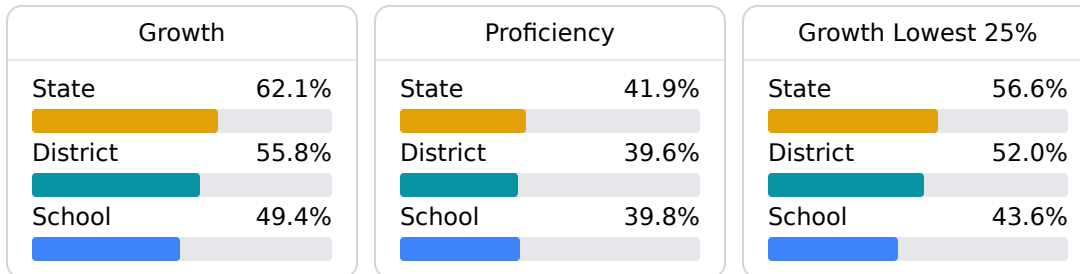 Growth
State 62.1%
District 55.8%
School 49.4%
Proficiency
State 41.9%
District 39.6%
School 39.8%
Growth Lowest 25%
State 56.6%
District 52.0%
School 43.6%